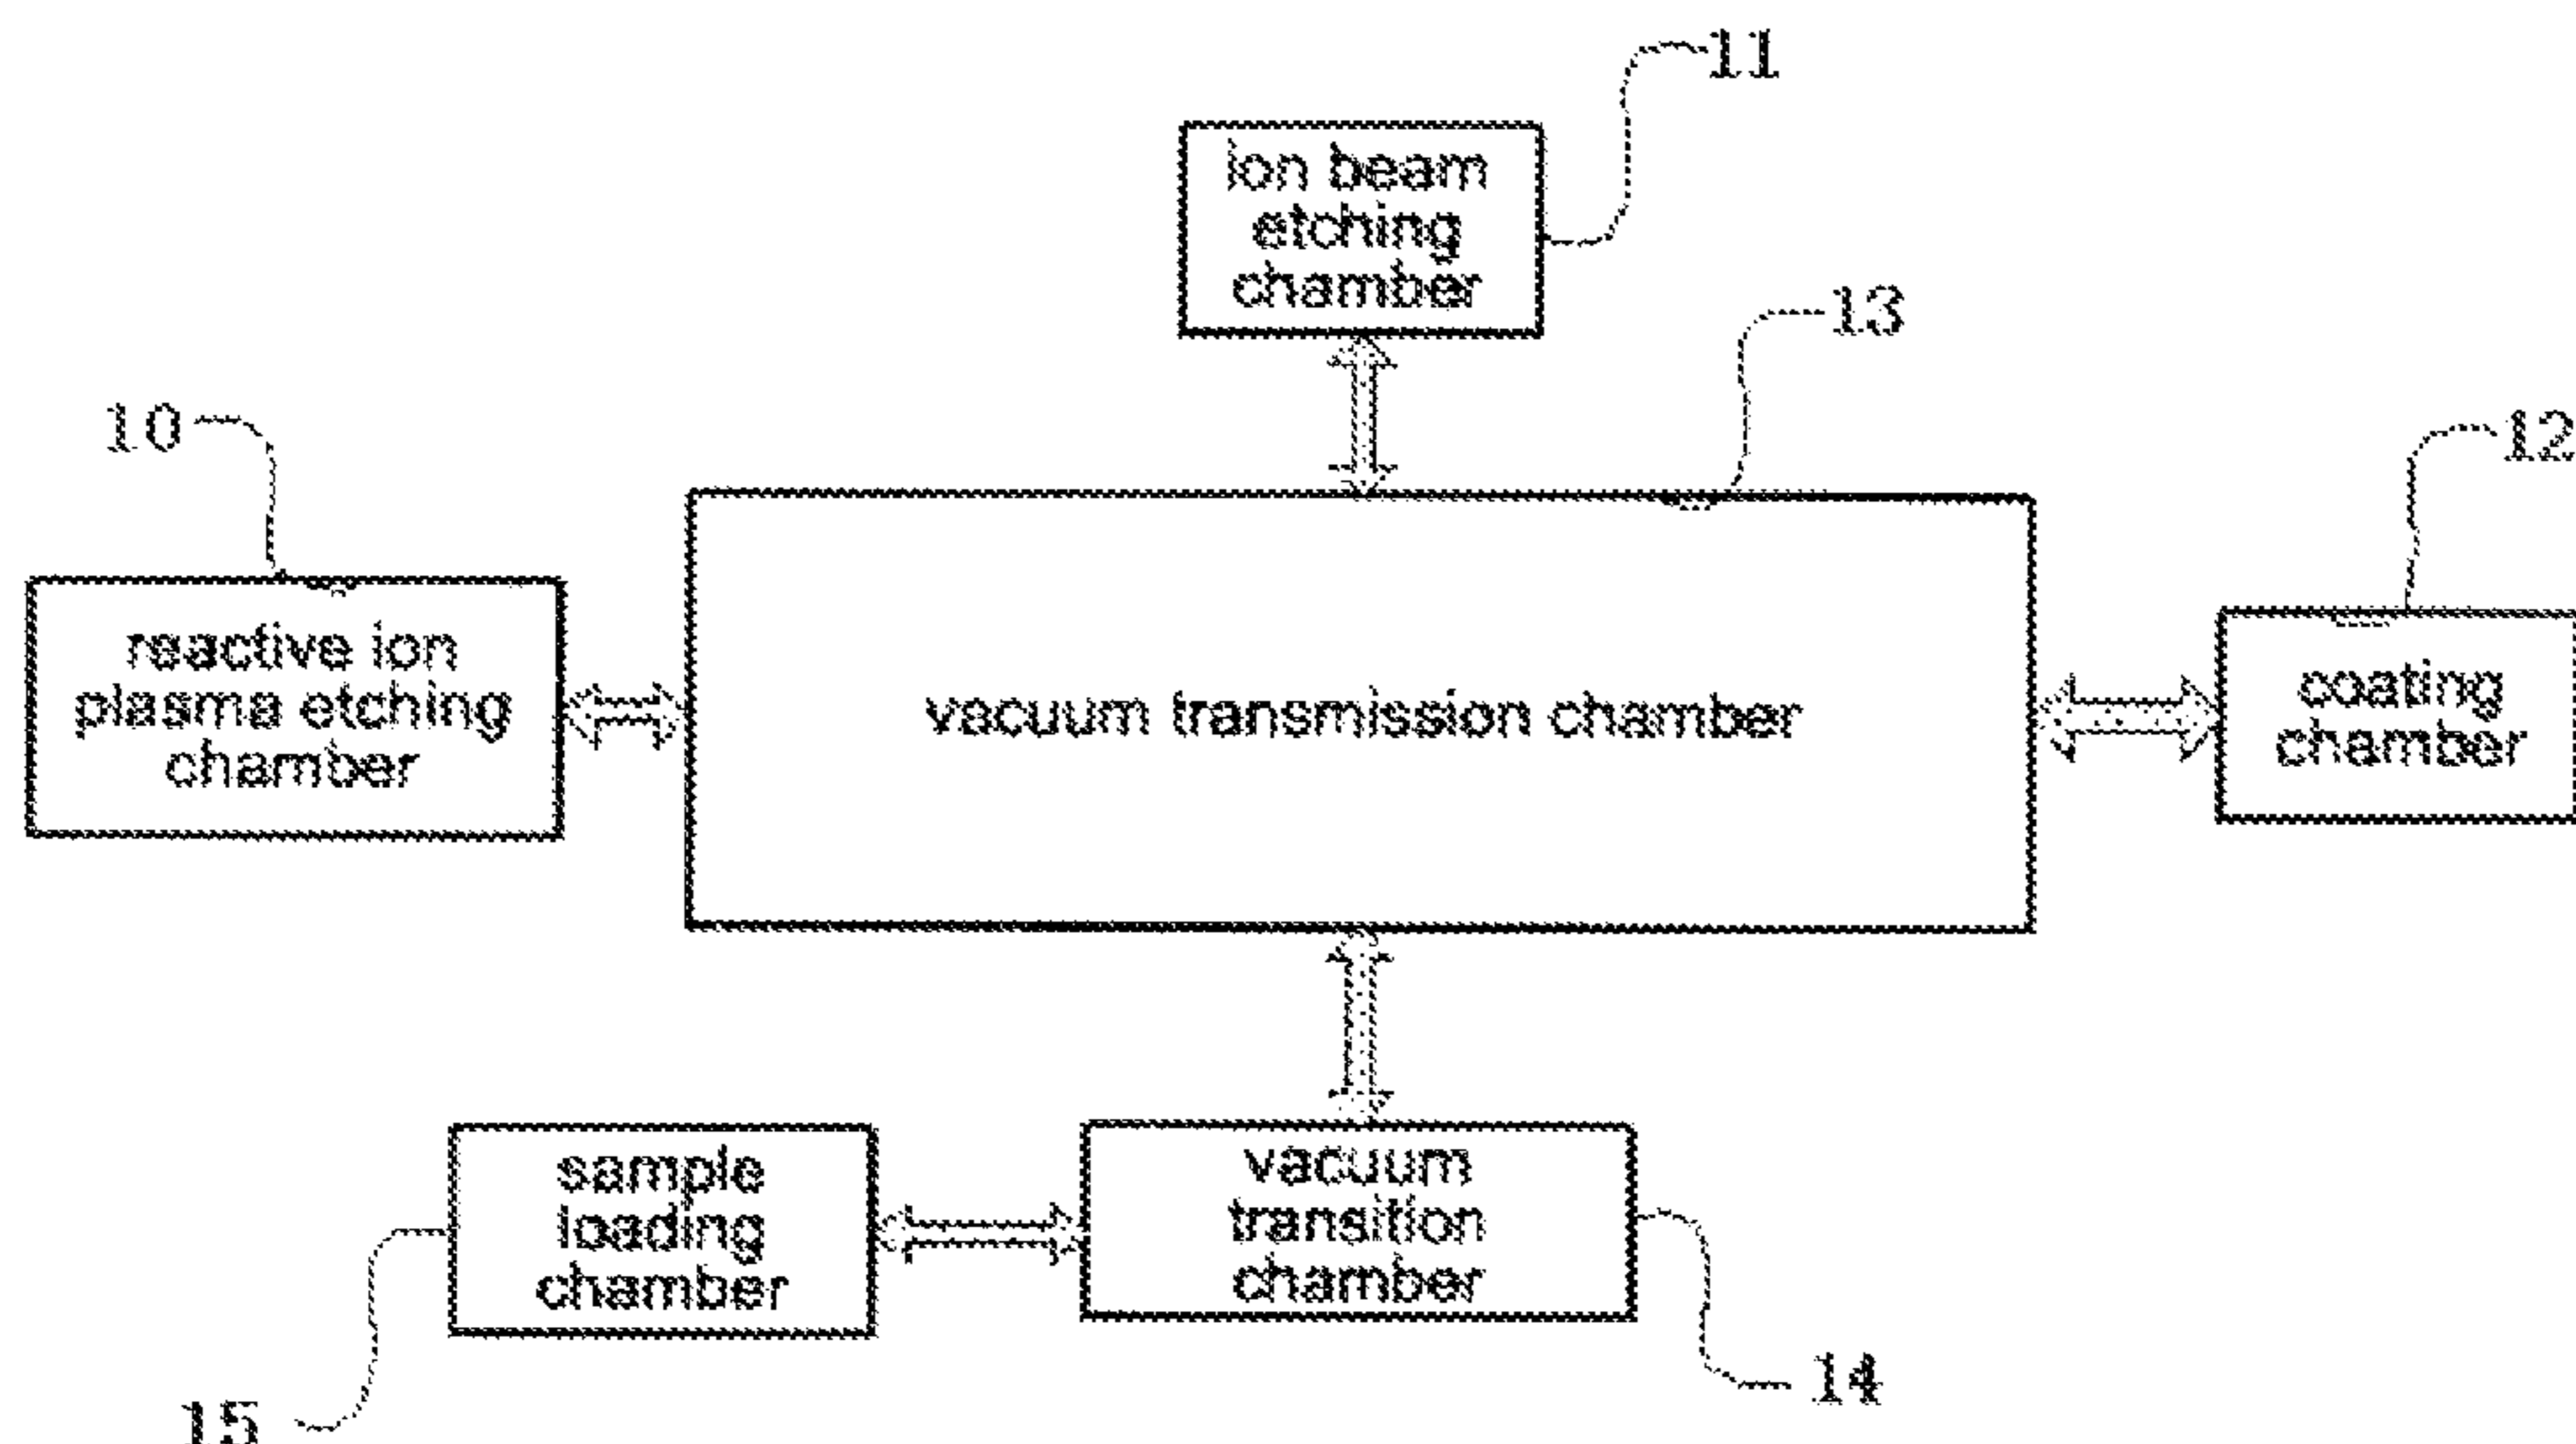 11
ion beam
etching
chamber
13
10
12
reactive ion
plasma etching
chamber
vacuum transmission chamber
coating
chamber
sample
loading
chamber
vacuum
transition
chamber
14
15